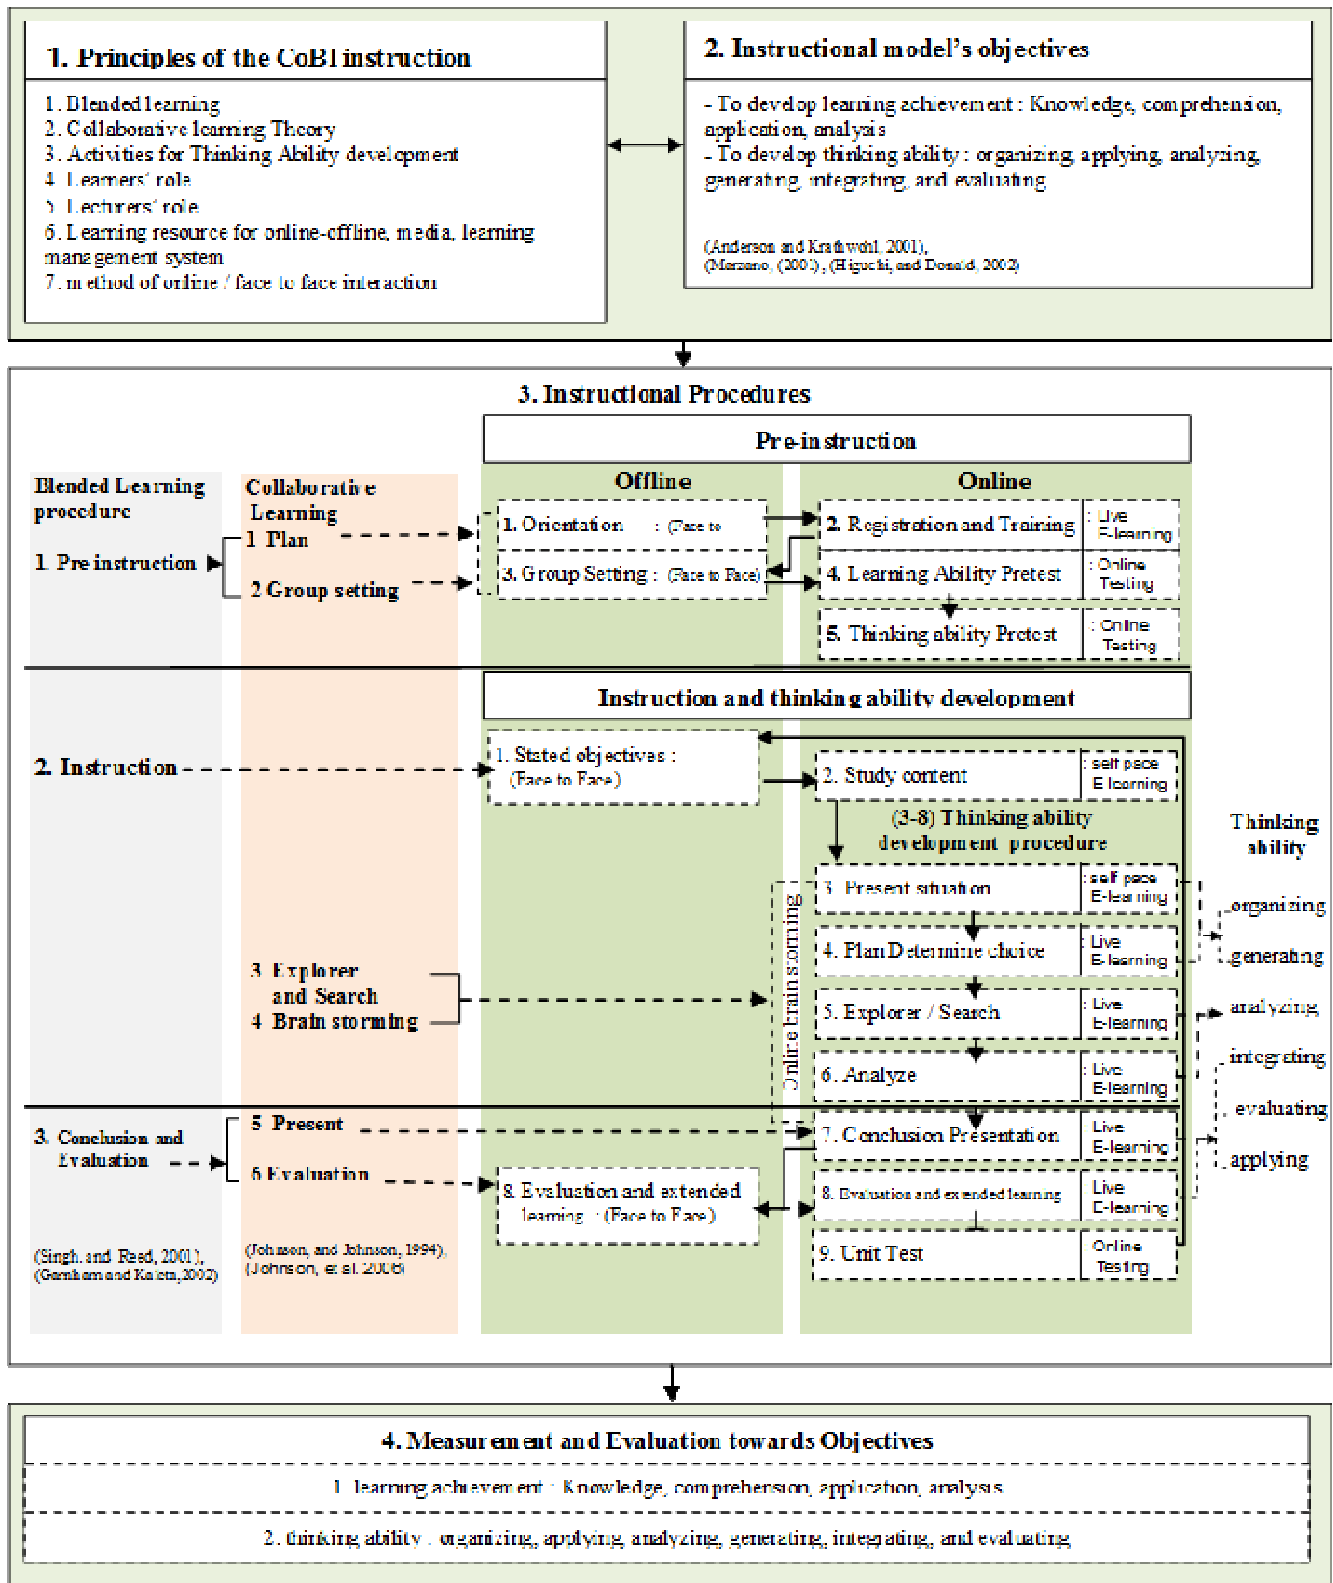 1. Principles of the CoBI instruction
1. Blended learning
2. Collaborative learning Theory
3. Activities for Thinking Ability development
4. Learners' role
5. Lecturers' role
6. Learning resource for online-offline, media, learning
management system
7. method of online / face to face interaction
2. Instructional model's objectives
- To develop learning achievement : Knowledge, comprehension,
application, analysis
- To develop thinking ability : organizing, applying, analyzing,
generating, integrating, and evaluating
(Anderson and Krathwohl, 2001),
(Marzano, (2001), (Higuchi, and Donald, 2002)
3. Instructional Procedures
Pre-instruction
Blended Learning
procedure
Collaborative
Learning
Offline
Online
1. Pre instruction
1 Plan
2 Group setting
1. Orientation : (Face to
2. Registration and Training
: Live
E-learning
3. Group Setting : (Face to Face)
4. Learning Ability Pretest
: Online
Testing
5. Thinking ability Pretest
: Online
Testing
Instruction and thinking ability development
2. Instruction
1. Stated objectives :
(Face to Face)
2. Study content
: self pace
E learning
(3-8) Thinking ability
development procedure
Thinking
ability
3. Present situation
: self pace
E-learning
4. Plan Determine choice
: Live
E-learning
5. Explorer / Search
: Live
E-learning
6. Analyze
: Live
E-learning
Online brain storming
3 Explorer
and Search
4 Brain storming
organizing
generating
analyzing
integrating
evaluating
applying
3. Conclusion and
Evaluation
5 Present
6 Evaluation
7. Conclusion Presentation
: Live
E-learning
8. Evaluation and extended
learning : (Face to Face)
8. Evaluation and extended learning
: Live
E-learning
9. Unit Test
Online
Testing
(Singh. and Reed, 2001),
(Garnham and Kaleta, 2002)
(Johnson, and Johnson, 1994),
(Johnson, et al. 2006)
4. Measurement and Evaluation towards Objectives
1. learning achievement : Knowledge, comprehension, application, analysis
2. thinking ability : organizing, applying, analyzing, generating, integrating, and evaluating